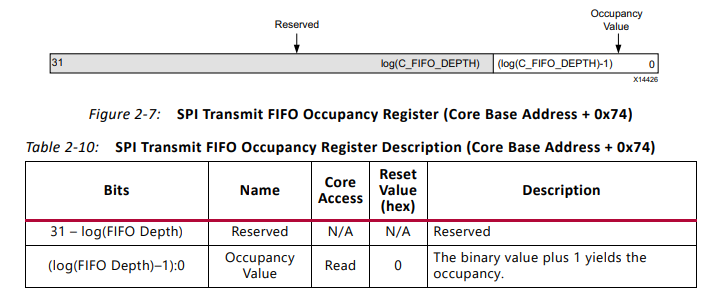 Reserved
Occupancy
Value
31 log(C_FIFO_DEPTH) (log(C_FIFO_DEPTH)-1) 0
X14426
Figure 2-7: SPI Transmit FIFO Occupancy Register (Core Base Address + 0x74)
Table 2-10: SPI Transmit FIFO Occupancy Register Description (Core Base Address + 0x74)
Bits Name Core Access Reset Value (hex) Description
31 – log(FIFO Depth) Reserved N/A N/A Reserved
(log(FIFO Depth)–1):0 Occupancy Value Read 0 The binary value plus 1 yields the occupancy.